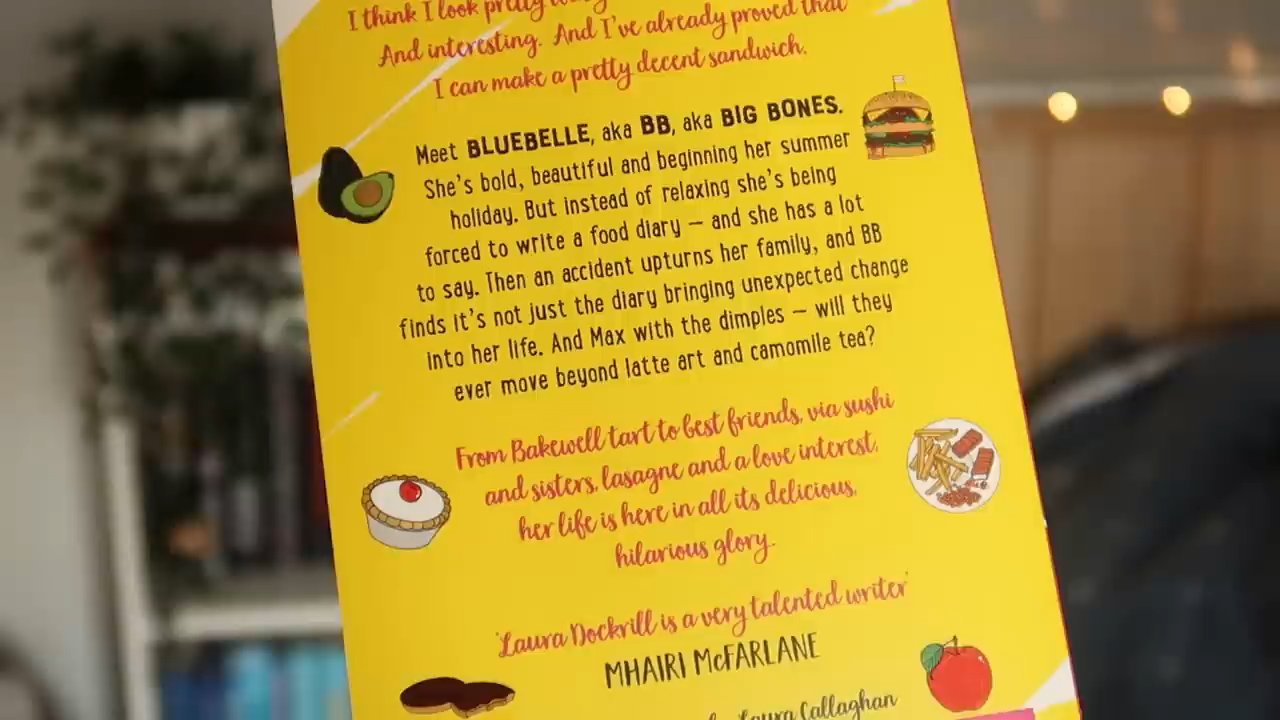 I think I look pretty
And interesting. And I've already proved that
I can make a pretty decent sandwich.
Meet BLUEBELLE, aka BB, aka BIG BONES.
She's bold, beautiful and beginning her summer
holiday. But instead of relaxing she's being
forced to write a food diary – and she has a lot
to say. Then an accident upturns her family, and BB
finds it's not just the diary bringing unexpected change
into her life. And Max with the dimples – will they
ever move beyond latte art and camomile tea?
From Bakewell tart to best friends, via sushi
and sisters, lasagne and a love interest,
her life is here in all its delicious,
hilarious glory.
'Laura Dockrill is a very talented writer'
MHAIRI McFARLANE
by Laura Callaghan